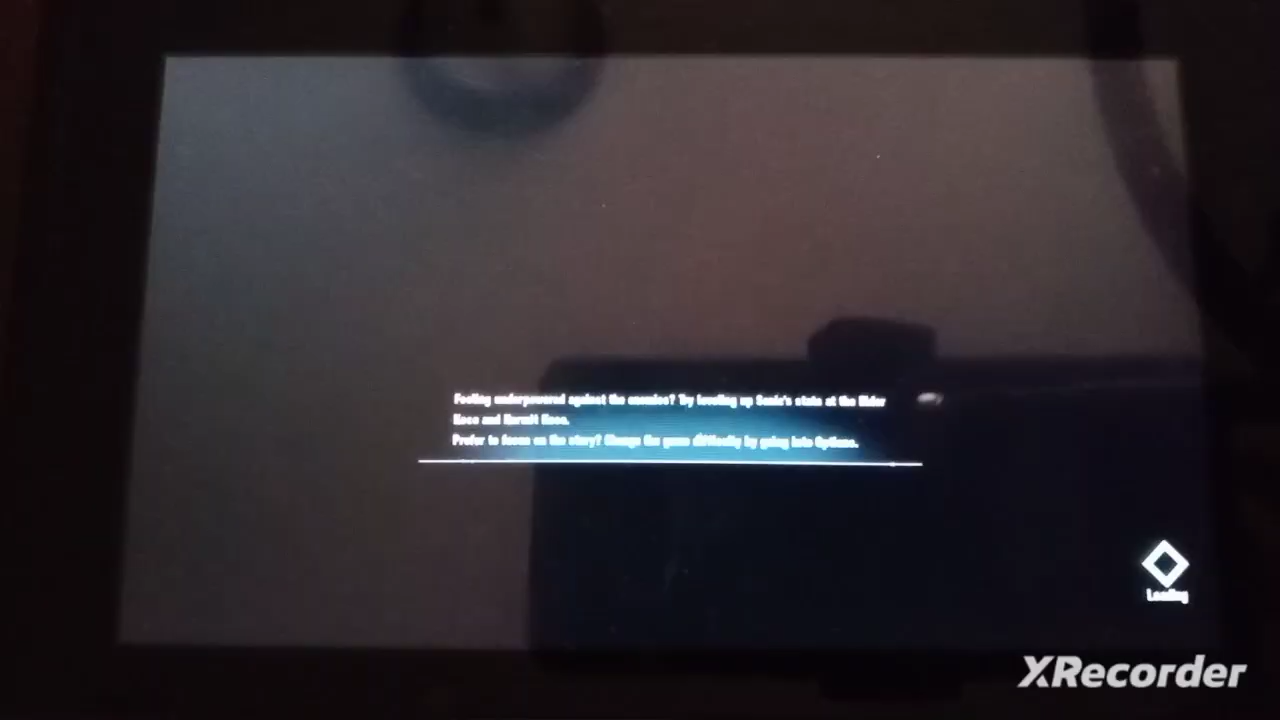 Feeling underpowered against the enemies? Try leveling up Sonic's stats at the Elder
Koco and Hermit Koco.
Prefer to focus on the story? Change the game difficulty by going into Options.
Loading
XRecorder